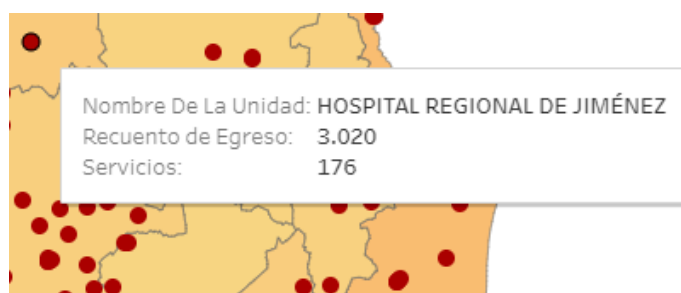 Nombre De La Unidad: HOSPITAL REGIONAL DE JIMÉNEZ
Recuento de Egreso: 3.020
Servicios: 176